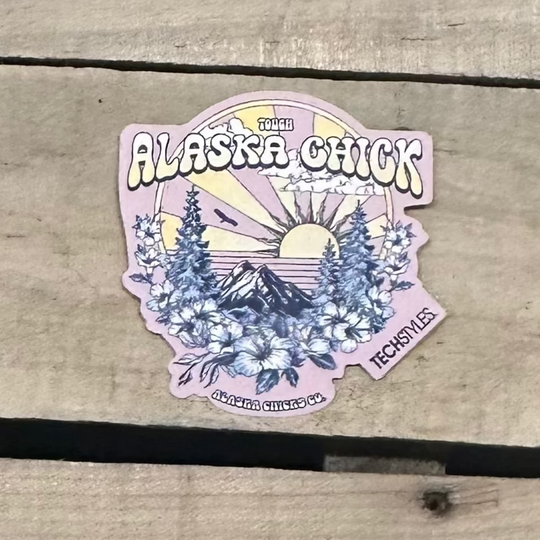 TOUGH
ALASKA CHICK
TECHSTYLES.
ALASKA CHICKS CO.